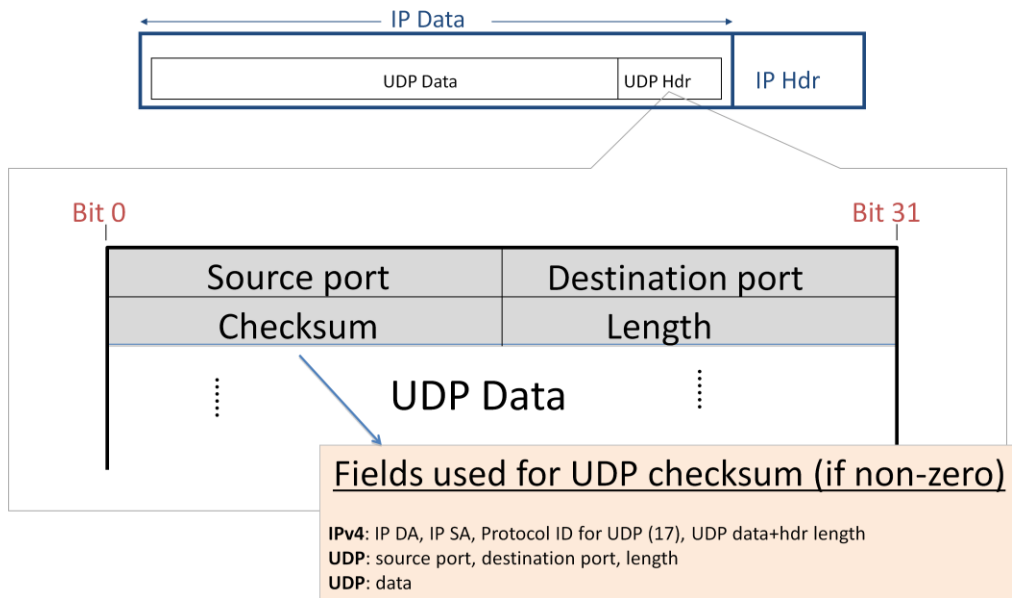 IP Data
UDP Data
UDP Hdr
IP Hdr
Bit 0
Bit 31
Source port
Destination port
Checksum
Length
UDP Data
Fields used for UDP checksum (if non-zero)
IPv4: IP DA, IP SA, Protocol ID for UDP (17), UDP data+hdr length
UDP: source port, destination port, length
UDP: data